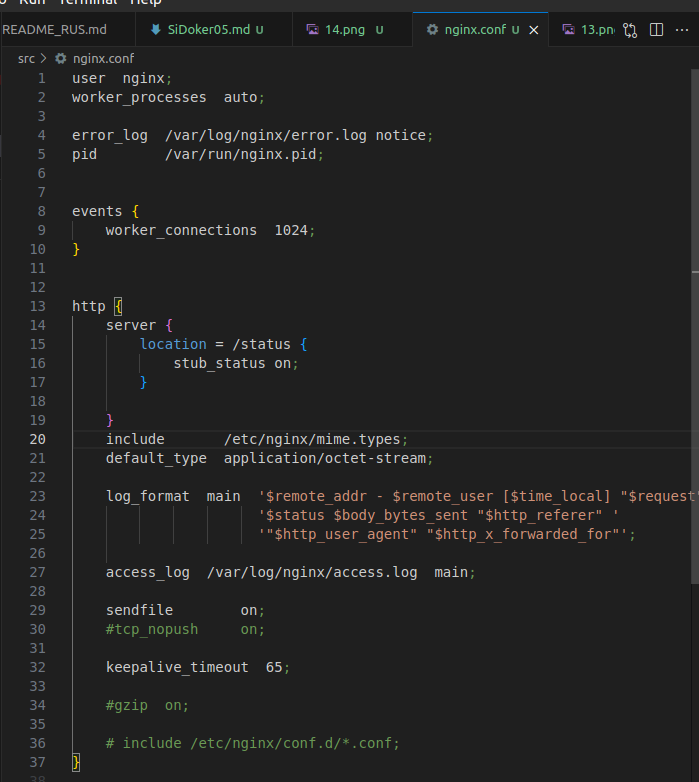 Run Terminal Help
README_RUS.md SiDoker05.md U 14.png U nginx.conf U 13.pn
src > nginx.conf
1 user  nginx;
2 worker_processes  auto;
3
4 error_log  /var/log/nginx/error.log notice;
5 pid        /var/run/nginx.pid;
6
7
8 events {
9     worker_connections  1024;
10 }
11
12
13 http {
14     server {
15         location = /status {
16             stub_status on;
17         }
18
19     }
20     include       /etc/nginx/mime.types;
21     default_type  application/octet-stream;
22
23     log_format  main  '$remote_addr - $remote_user [$time_local] "$request"
24                       '$status $body_bytes_sent "$http_referer" '
25                       '"$http_user_agent" "$http_x_forwarded_for"';
26
27     access_log  /var/log/nginx/access.log  main;
28
29     sendfile        on;
30     #tcp_nopush     on;
31
32     keepalive_timeout  65;
33
34     #gzip  on;
35
36     # include /etc/nginx/conf.d/*.conf;
37 }
38